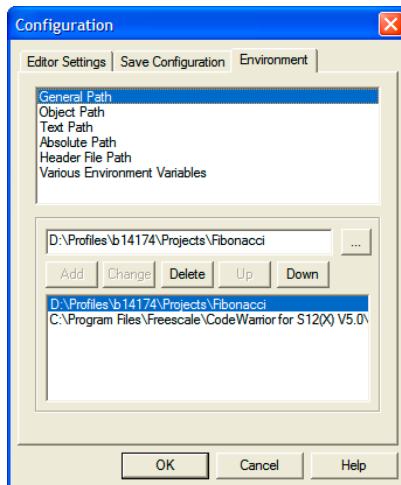 Configuration
Editor Settings Save Configuration Environment
General Path
Object Path
Text Path
Absolute Path
Header File Path
Various Environment Variables
D:\Profiles\b14174\Projects\Fibonacci ...
Add Change Delete Up Down
D:\Profiles\b14174\Projects\Fibonacci
C:\Program Files\Freescale\CodeWarrior for S12(X) V5.0\
OK Cancel Help